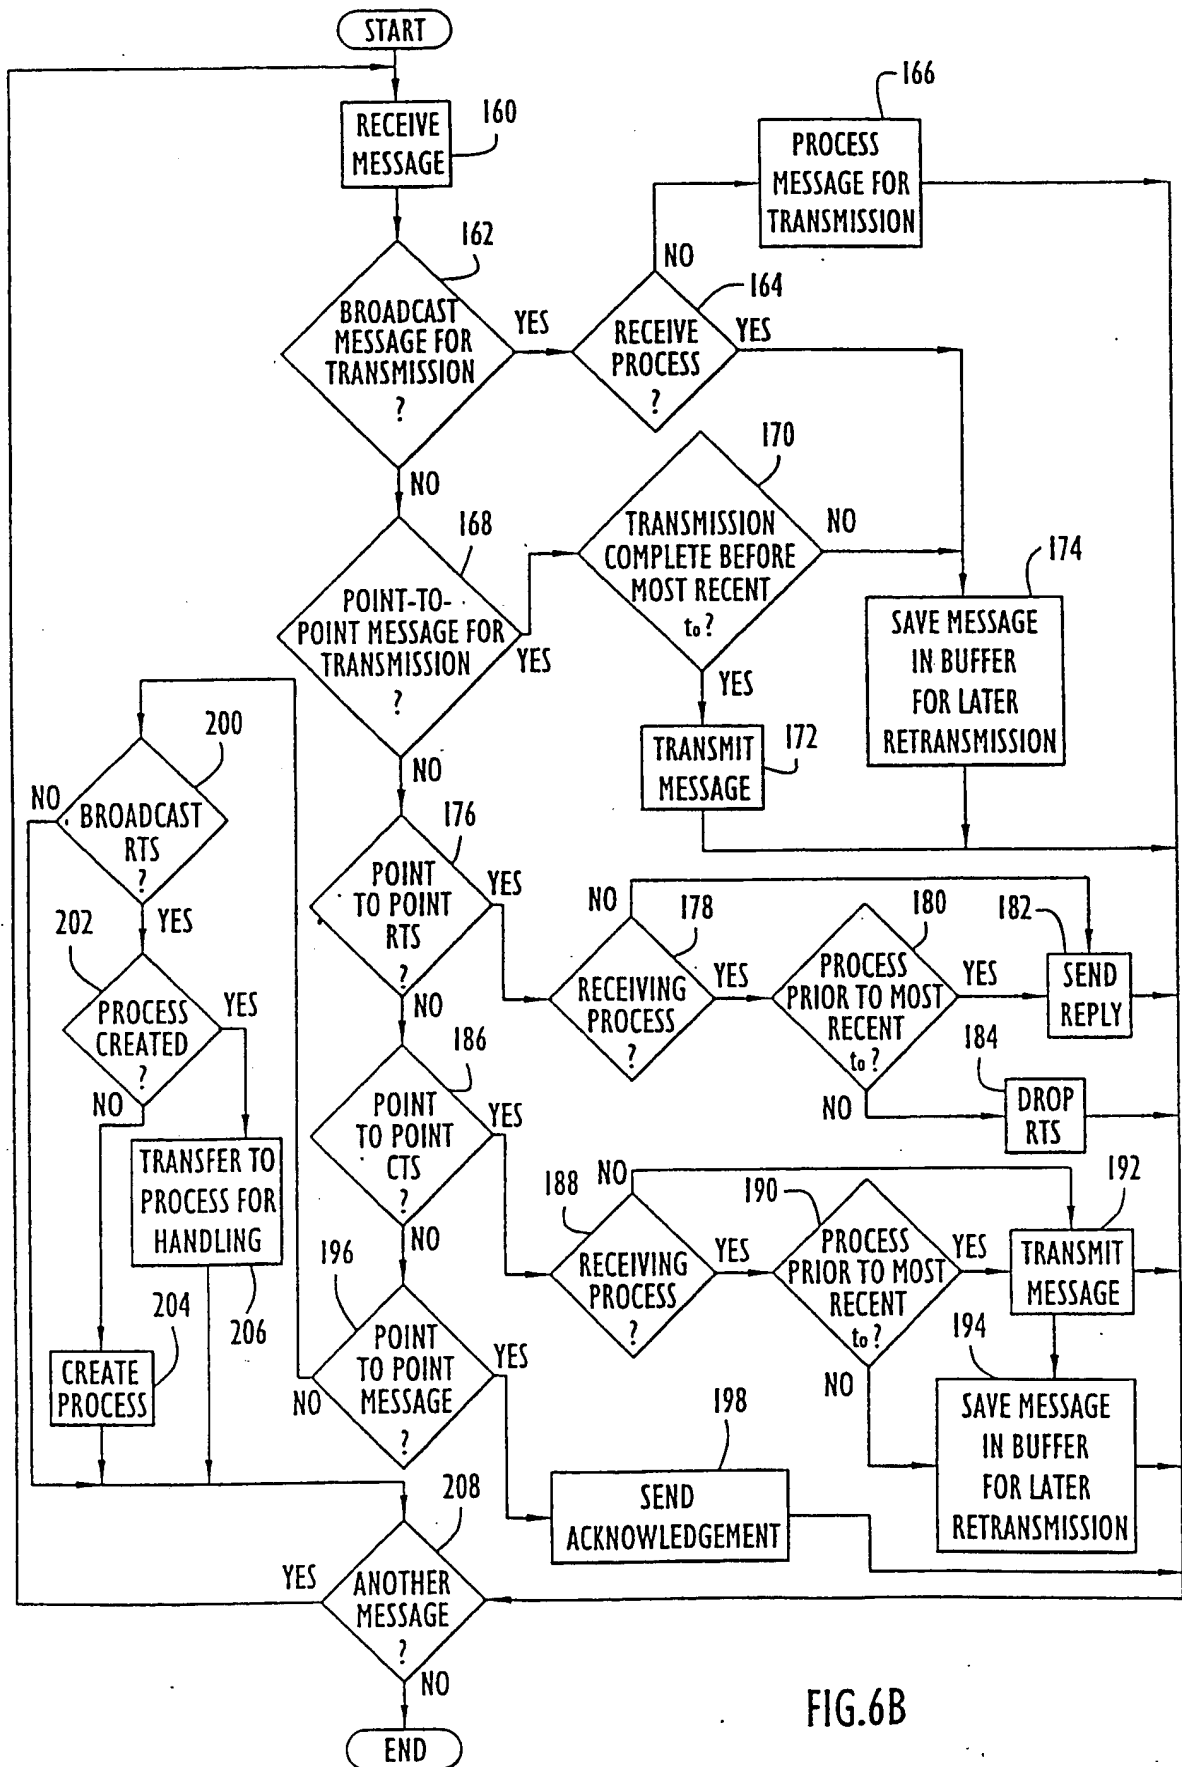 START
RECEIVE
MESSAGE
160
166
PROCESS
MESSAGE FOR
TRANSMISSION
162
BROADCAST
MESSAGE FOR
TRANSMISSION
?
YES
NO
164
RECEIVE
PROCESS
?
YES
NO
NO
168
POINT-TO-
POINT MESSAGE FOR
TRANSMISSION
?
YES
170
TRANSMISSION
COMPLETE BEFORE
MOST RECENT
to?
NO
YES
174
SAVE MESSAGE
IN BUFFER
FOR LATER
RETRANSMISSION
TRANSMIT
MESSAGE
172
NO
200
NO
BROADCAST
RTS
?
YES
202
PROCESS
CREATED
?
YES
NO
TRANSFER TO
PROCESS FOR
HANDLING
206
204
CREATE
PROCESS
176
POINT
TO POINT
RTS
?
YES
NO
NO
178
RECEIVING
PROCESS
?
YES
180
PROCESS
PRIOR TO MOST
RECENT
to?
YES
NO
182
SEND
REPLY
184
DROP
RTS
186
POINT
TO POINT
CTS
?
YES
NO
188
NO
RECEIVING
PROCESS
?
YES
190
PROCESS
PRIOR TO MOST
RECENT
to?
YES
NO
192
TRANSMIT
MESSAGE
194
SAVE MESSAGE
IN BUFFER
FOR LATER
RETRANSMISSION
196
POINT
TO POINT
MESSAGE
?
YES
NO
198
SEND
ACKNOWLEDGEMENT
208
YES
ANOTHER
MESSAGE
?
NO
END
FIG.6B